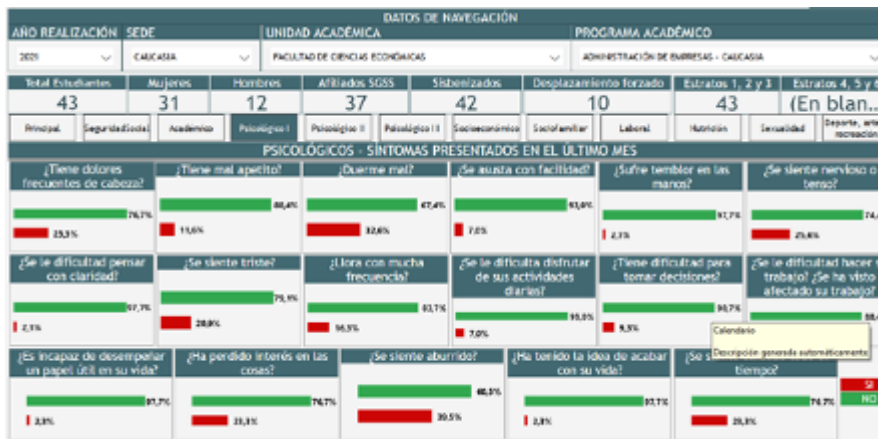 DATOS DE NAVEGACIÓN
AÑO REALIZACIÓN SEDE UNIDAD ACADÉMICA PROGRAMA ACADÉMICO
2021 CAUCASIA FACULTAD DE CIENCIAS ECONÓMICAS ADMINISTRACIÓN DE EMPRESAS - CAUCASIA
Total Estudiantes Mujeres Hombres Afiliados SGSS Sisbenizados Desplazamiento forzado Estratos 1, 2 y 3 Estratos 4, 5 y 6
43 31 12 37 42 10 43 (En blan...
Principal Seguridad Social Académico Psicológico I Psicológico II Psicológico III Socioeconómico Sociofamiliar Laboral Nutrición Sexualidad Deporte, arte
recreación
PSICOLÓGICOS - SÍNTOMAS PRESENTADOS EN EL ÚLTIMO MES
¿Tiene dolores ¿Tiene mal apetito? ¿Duerme mal? ¿Se asusta con facilidad? ¿Sufre temblor en las ¿Se siente nervioso o
frecuentes de cabeza? manos? tenso?
76,7% 88,4% 67,4% 93,0% 97,7% 74,4
23,3% 11,6% 32,6% 7,0% 2,3% 25,6%
¿Se le dificultad pensar ¿Se siente triste? ¿Llora con mucha ¿Se le dificulta disfrutar ¿Tiene dificultad para ¿Se le dificultad hacer s
con claridad? frecuencia? de sus actividades tomar decisiones? trabajo? ¿Se ha visto
diarias? afectado su trabajo?
97,7% 79,1% 83,7% 93,0% 90,7% 88,4
2,3% 20,9% 16,3% 7,0% 9,3%
Calendario
Descripción generada automáticamente
¿Es incapaz de desempeñar ¿Ha perdido interés en las ¿Se siente aburrido? ¿Ha tenido la idea de acabar ¿Se s
un papel útil en su vida? cosas? con su vida? tiempo?
97,7% 76,7% 60,5% 97,7% 76,7%
2,3% 23,3% 39,5% 2,3% 23,3%
SI
NO